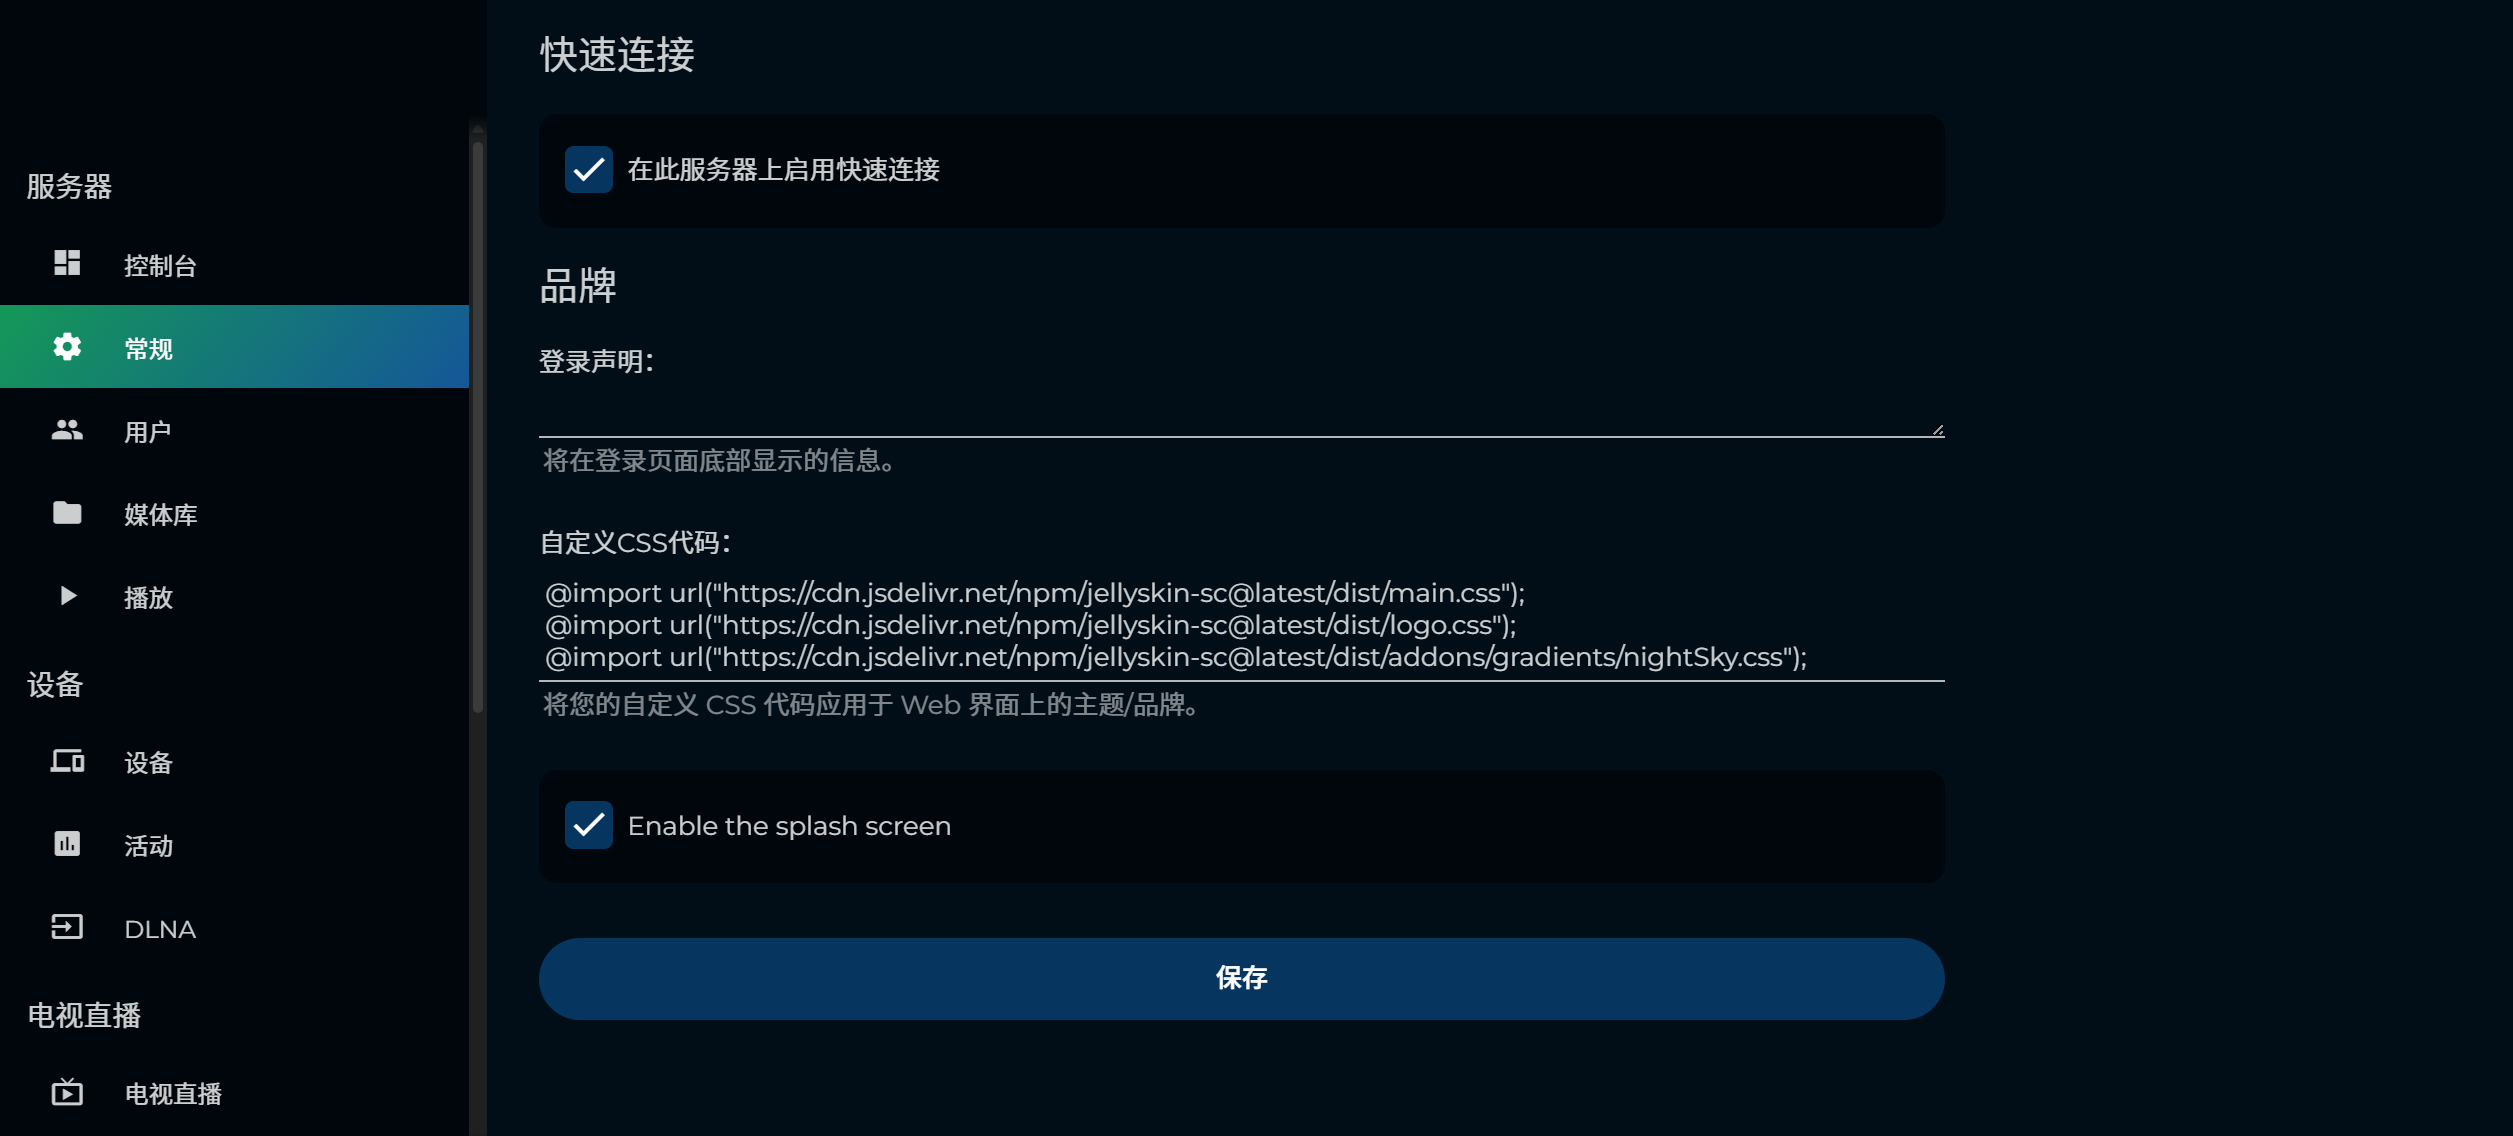 服务器
控制台
常规
用户
媒体库
播放
设备
设备
活动
DLNA
电视直播
电视直播
快速连接
在此服务器上启用快速连接
品牌
登录声明：
将在登录页面底部显示的信息。
自定义CSS代码：
@import url("https://cdn.jsdelivr.net/npm/jellyskin-sc@latest/dist/main.css");
@import url("https://cdn.jsdelivr.net/npm/jellyskin-sc@latest/dist/logo.css");
@import url("https://cdn.jsdelivr.net/npm/jellyskin-sc@latest/dist/addons/gradients/nightSky.css");
将您的自定义 CSS 代码应用于 Web 界面上的主题/品牌。
Enable the splash screen
保存